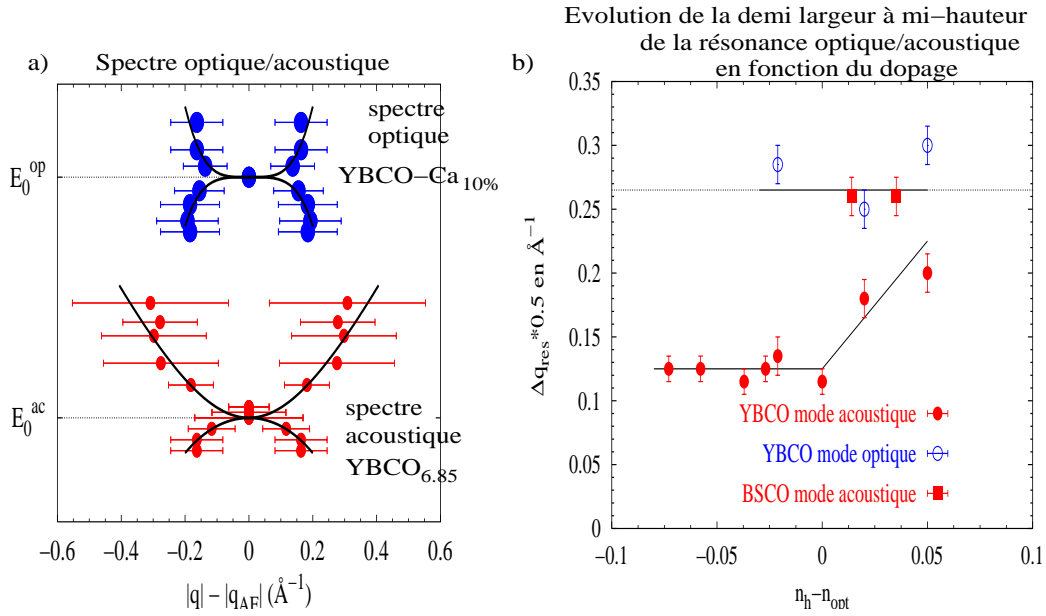 Evolution de la demi largeur à mi−hauteur
de la résonance optique/acoustique
en fonction du dopage
a)
Spectre optique/acoustique
b)
spectre
optique
YBCO−Ca10%
E0^op
spectre
acoustique
YBCO6.85
E0^ac
−0.6
−0.4
−0.2
0
0.2
0.4
0.6
|q| − |qAF| (Å−1)
0.35
0.3
0.25
0.2
0.15
0.1
0.05
0
Δqres*0.5 en Å−1
YBCO mode acoustique
YBCO mode optique
BSCO mode acoustique
−0.1
−0.05
0
0.05
0.1
nh−nopt